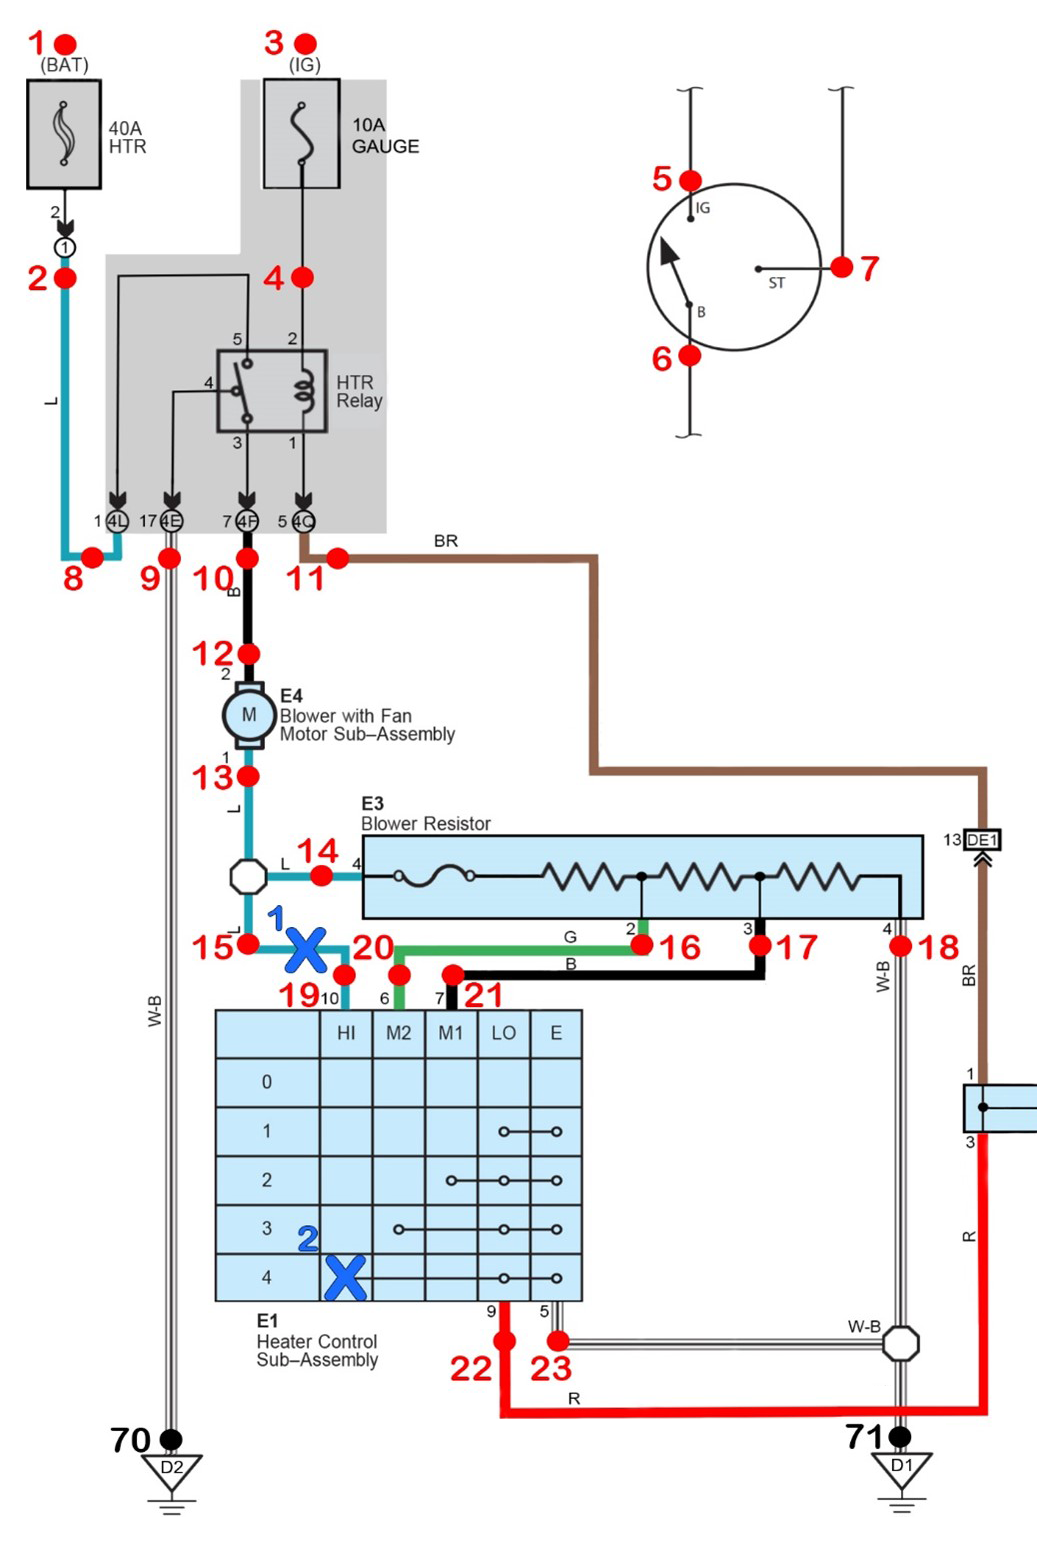 1
(BAT)
3
(IG)
40A
HTR
10A
GAUGE
2
1
2
4
5
IG
ST
7
B
6
L
5
2
4
HTR
Relay
3
1
1 4L
17 4E
7 4F
5 4Q
8
9
10
11
BR
B
12
2
M
E4
Blower with Fan
Motor Sub–Assembly
1
13
L
E3
Blower Resistor
13 DE1
L
14
4
L
1
15
19
20
21
G
B
2
16
3
17
4
18
W-B
BR
W-B
10
6
7
HI M2 M1 LO E
0
1
2
3
2
4
1
3
R
E1
Heater Control
Sub–Assembly
9
5
22
23
W-B
R
70
D2
71
D1